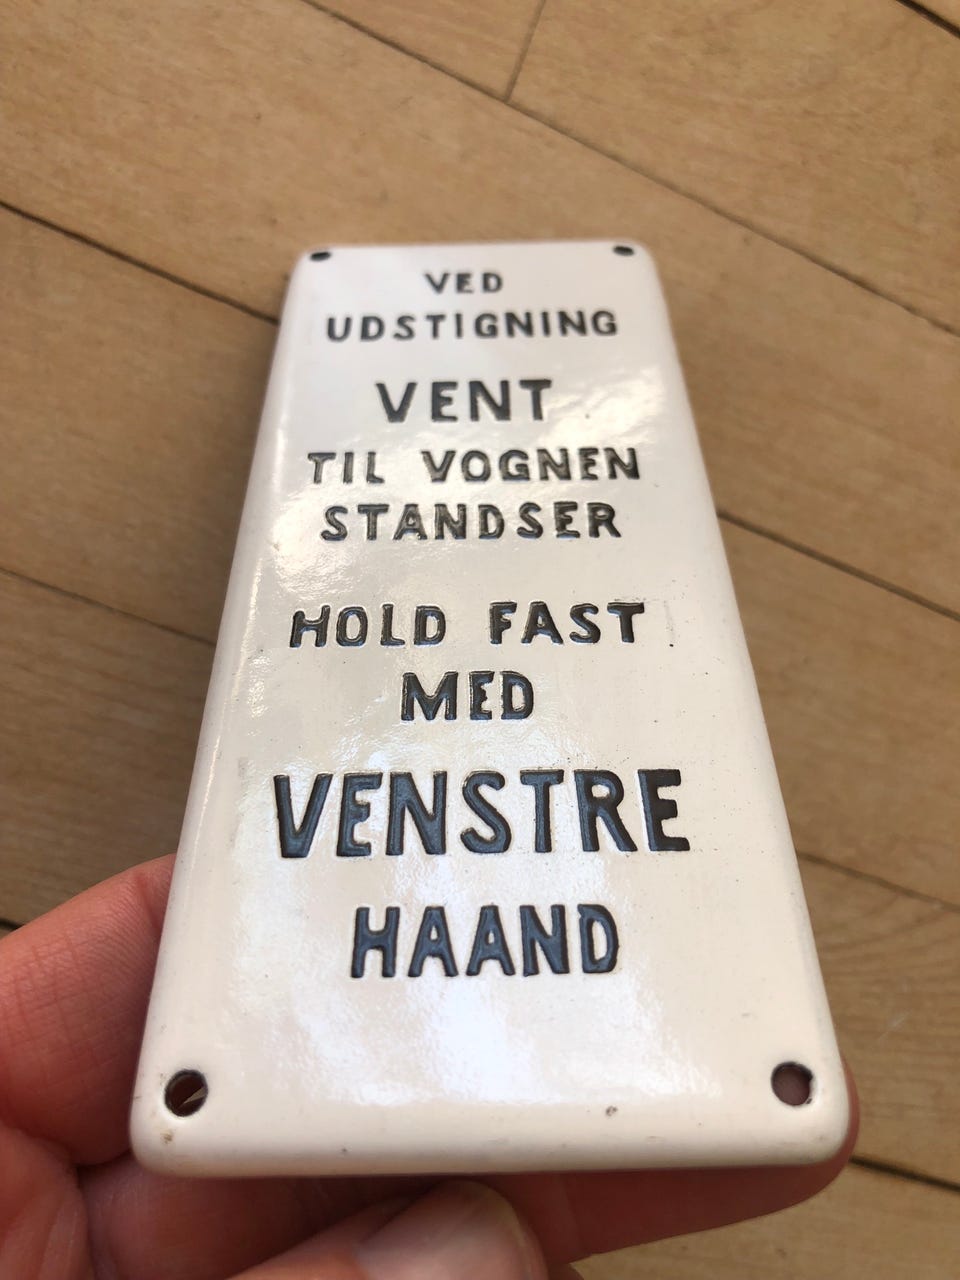 VED
UDSTIGNING
VENT
TIL VOGNEN
STANDSER
HOLD FAST
MED
VENSTRE
HAAND